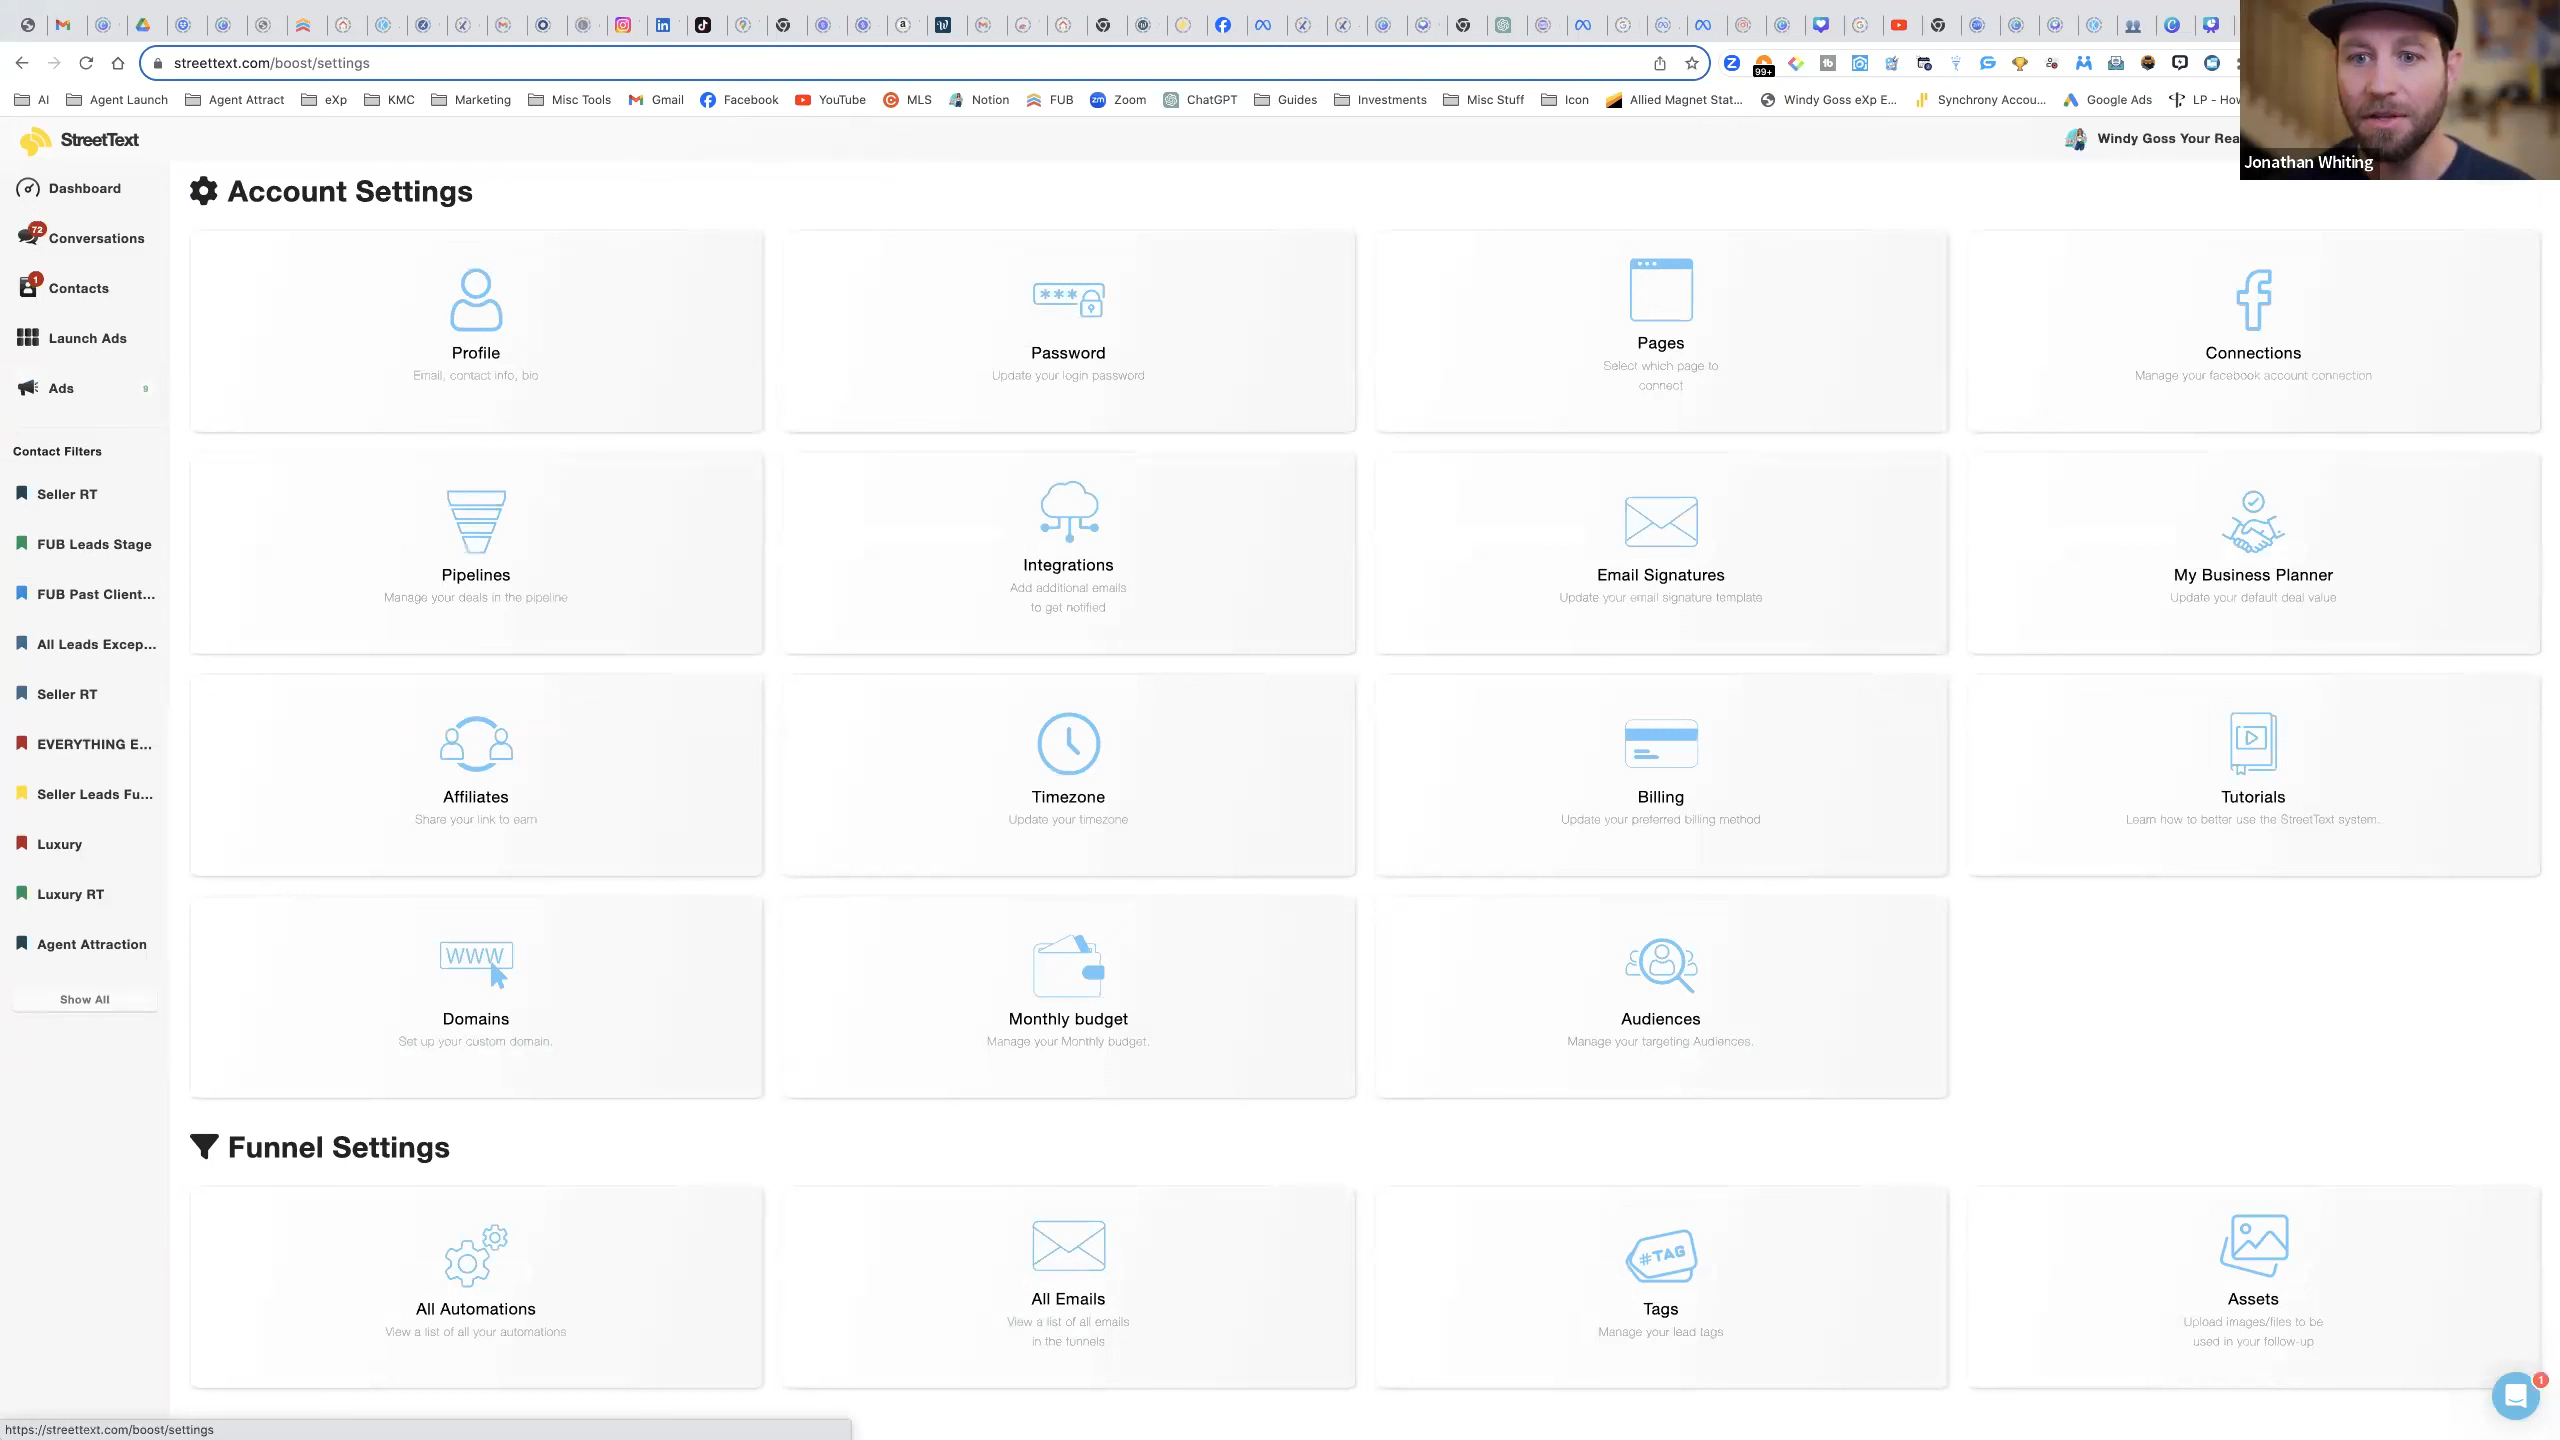 streettext.com/boost/settings
99+
AI
Agent Launch
Agent Attract
eXp
KMC
Marketing
Misc Tools
Gmail
Facebook
YouTube
MLS
Notion
FUB
Zoom
ChatGPT
Guides
Investments
Misc Stuff
Icon
Allied Magnet Stat...
Windy Goss eXp E...
Synchrony Accou...
Google Ads
LP - Hov
StreetText
Windy Goss Your Rea
Jonathan Whiting
Dashboard
72
Conversations
1
Contacts
Launch Ads
Ads
9
Contact Filters
Seller RT
FUB Leads Stage
FUB Past Client...
All Leads Excep...
Seller RT
EVERYTHING E...
Seller Leads Fu...
Luxury
Luxury RT
Agent Attraction
Show All
Account Settings
Profile
Email, contact info, bio
Password
Update your login password
Pages
Select which page to
connect
Connections
Manage your facebook account connection
Pipelines
Manage your deals in the pipeline
Integrations
Add additional emails
to get notified
Email Signatures
Update your email signature template
My Business Planner
Update your default deal value
Affiliates
Share your link to earn
Timezone
Update your timezone
Billing
Update your preferred billing method
Tutorials
Learn how to better use the StreetText system.
WWW
Domains
Set up your custom domain.
Monthly budget
Manage your Monthly budget.
Audiences
Manage your targeting Audiences.
Funnel Settings
All Automations
View a list of all your automations
All Emails
View a list of all emails
in the funnels
#TAG
Tags
Manage your lead tags
Assets
Upload images/files to be
used in your follow-up
1
https://streettext.com/boost/settings